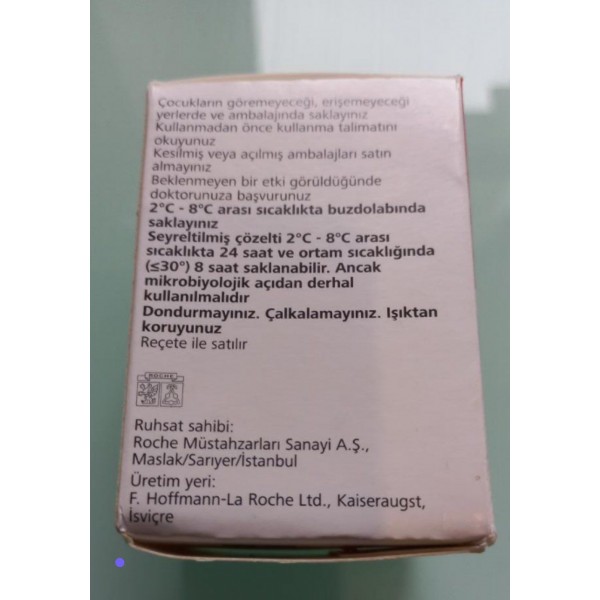 Çocukların göremeyeceği, erişemeyeceği
yerlerde ve ambalajında saklayınız
Kullanmadan önce kullanma talimatını
okuyunuz
Kesilmiş veya açılmış ambalajları satın
almayınız
Beklenmeyen bir etki görüldüğünde
doktorunuza başvurunuz
2°C - 8°C arası sıcaklıkta buzdolabında
saklayınız
Seyreltilmiş çözelti 2°C - 8°C arası
sıcaklıkta 24 saat ve ortam sıcaklığında
(≤30°) 8 saat saklanabilir. Ancak
mikrobiyolojik açıdan derhal
kullanılmalıdır
Dondurmayınız. Çalkalamayınız. Işıktan
koruyunuz
Reçete ile satılır
ROCHE
Ruhsat sahibi:
Roche Müstahzarları Sanayi A.Ş.,
Maslak/Sarıyer/İstanbul
Üretim yeri:
F. Hoffmann-La Roche Ltd., Kaiseraugst,
İsviçre